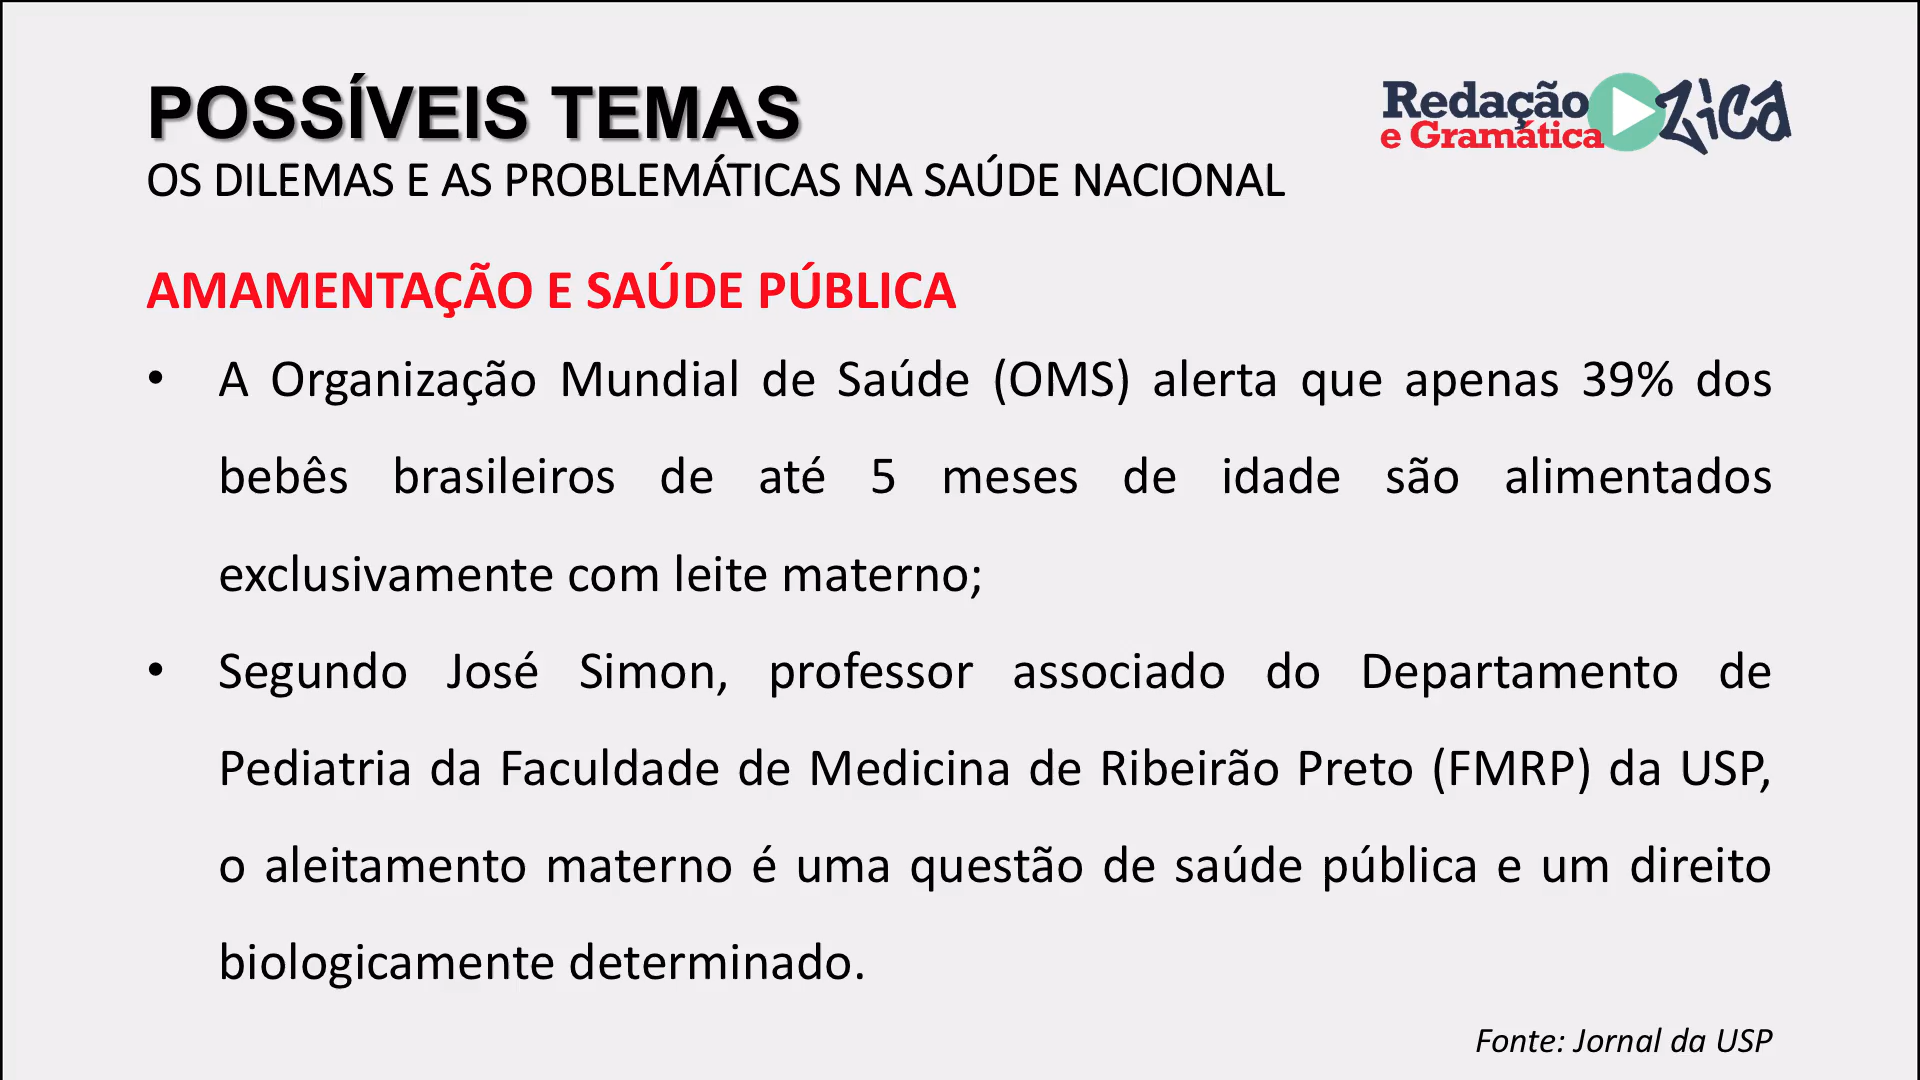 POSSÍVEIS TEMAS
OS DILEMAS E AS PROBLEMÁTICAS NA SAÚDE NACIONAL
Redação
e Gramática
Zica
AMAMENTAÇÃO E SAÚDE PÚBLICA
• A Organização Mundial de Saúde (OMS) alerta que apenas 39% dos
bebês brasileiros de até 5 meses de idade são alimentados
exclusivamente com leite materno;
• Segundo José Simon, professor associado do Departamento de
Pediatria da Faculdade de Medicina de Ribeirão Preto (FMRP) da USP,
o aleitamento materno é uma questão de saúde pública e um direito
biologicamente determinado.
Fonte: Jornal da USP